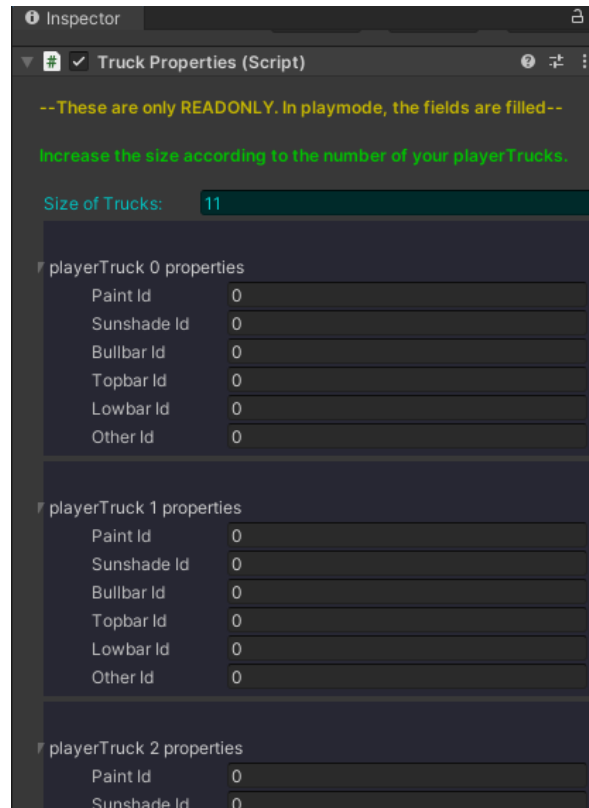 Inspector
Truck Properties (Script)
--These are only READONLY. In playmode, the fields are filled--
Increase the size according to the number of your playerTrucks.
Size of Trucks: 11
playerTruck 0 properties
Paint Id 0
Sunshade Id 0
Bullbar Id 0
Topbar Id 0
Lowbar Id 0
Other Id 0
playerTruck 1 properties
Paint Id 0
Sunshade Id 0
Bullbar Id 0
Topbar Id 0
Lowbar Id 0
Other Id 0
playerTruck 2 properties
Paint Id 0
Sunshade Id 0